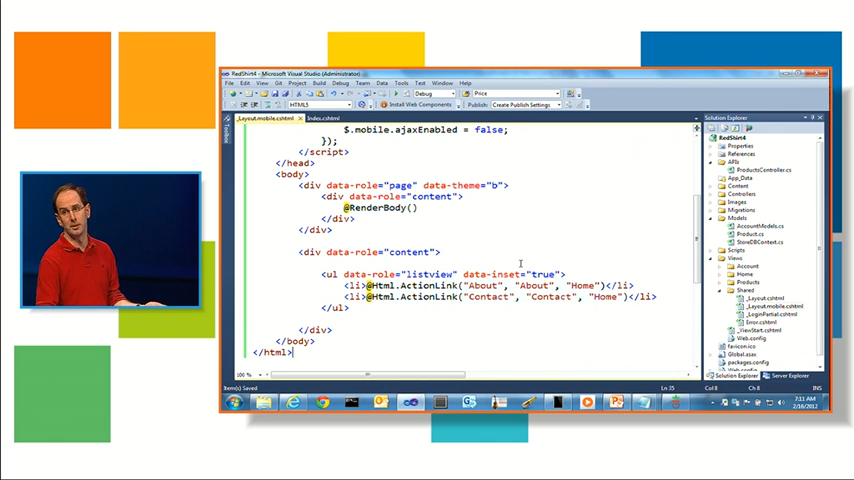 RedShirt4 - Microsoft Visual Studio (Administrator)
File Edit View Project Build Debug Team Data Tools Test Window Help
Debug Price
HTML5 Install Web Components Publish: Create Publish Settings
_Layout.mobile.cshtml Index.cshtml
Toolbox
$.mobile.ajaxEnabled = false;
});
</script>
</head>
<body>
<div data-role="page" data-theme="b">
<div data-role="content">
@RenderBody()
</div>
</div>
<div data-role="content">
<ul data-role="listview" data-inset="true">
<li>@Html.ActionLink("About", "About", "Home")</li>
<li>@Html.ActionLink("Contact", "Contact", "Home")</li>
</ul>
</div>
</body>
</html>
100 %
Solution Explorer
RedShirt4
Properties
References
APIs
ProductsController.cs
App_Data
Content
Controllers
Images
Migrations
Models
AccountModels.cs
Product.cs
StoreDBContext.cs
Scripts
Views
Account
Home
Products
Shared
_Layout.cshtml
_Layout.mobile.cshtml
_LoginPartial.cshtml
Error.cshtml
_ViewStart.cshtml
Web.config
favicon.ico
Global.asax
Solution Explorer Server Explorer
Item(s) Saved Ln 35 Col 8 Ch 8 INS
7:11 AM
2/16/2012